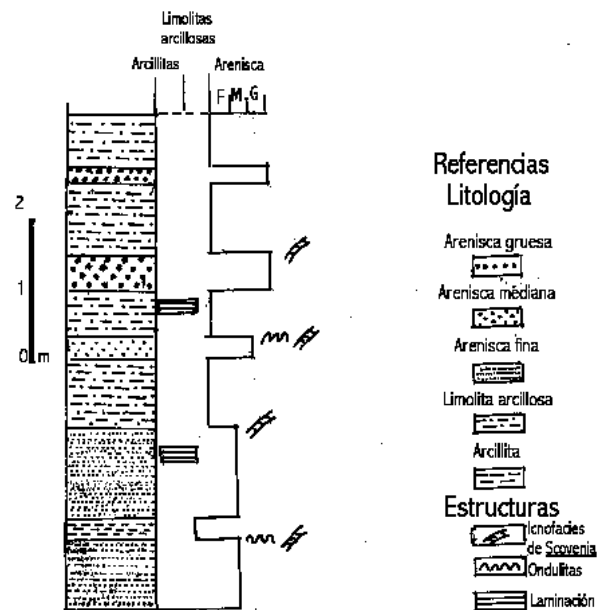 Limolitas
arcillosas
Arcillitas
Arenisca
F M G
2
1
0 m
Referencias
Litología
Arenisca gruesa
Arenisca médiana
Arenisca fina
Limolita arcillosa
Arcillita
Estructuras
Icnofacies
de Scovenia
Ondulitas
Laminación